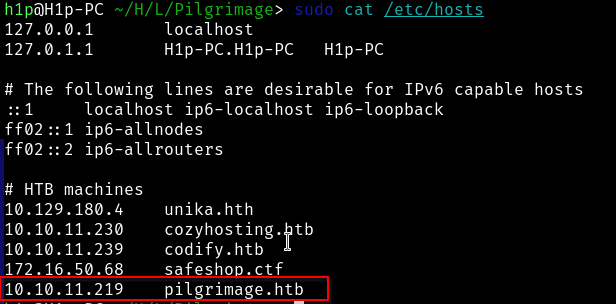 h1p@H1p-PC ~/H/L/Pilgrimage> sudo cat /etc/hosts
127.0.0.1 localhost
127.0.1.1 H1p-PC.H1p-PC H1p-PC
# The following lines are desirable for IPv6 capable hosts
::1 localhost ip6-localhost ip6-loopback
ff02::1 ip6-allnodes
ff02::2 ip6-allrouters
# HTB machines
10.129.180.4 unika.hth
10.10.11.230 cozyhosting.htb
10.10.11.239 codify.htb
172.16.50.68 safeshop.ctf
10.10.11.219 pilgrimage.htb